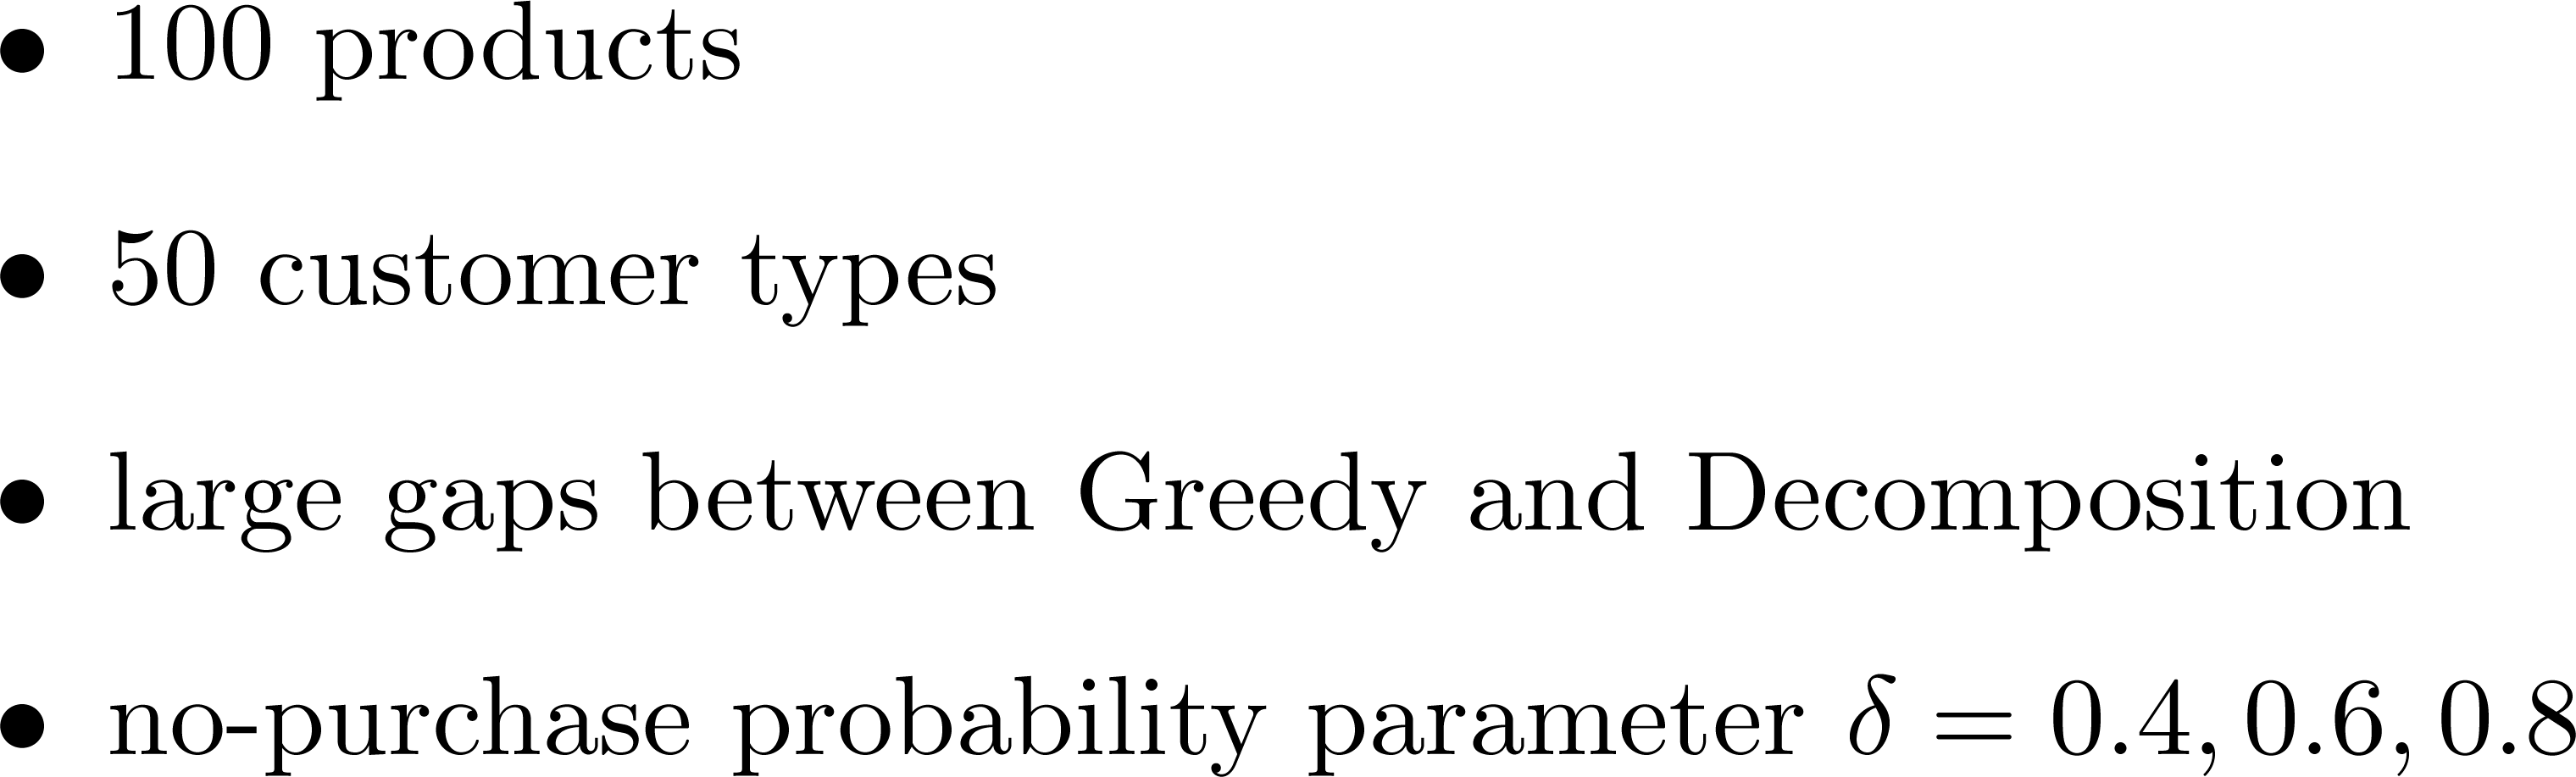 • 100 products
• 50 customer types
• large gaps between Greedy and Decomposition
• no-purchase probability parameter δ = 0.4, 0.6, 0.8